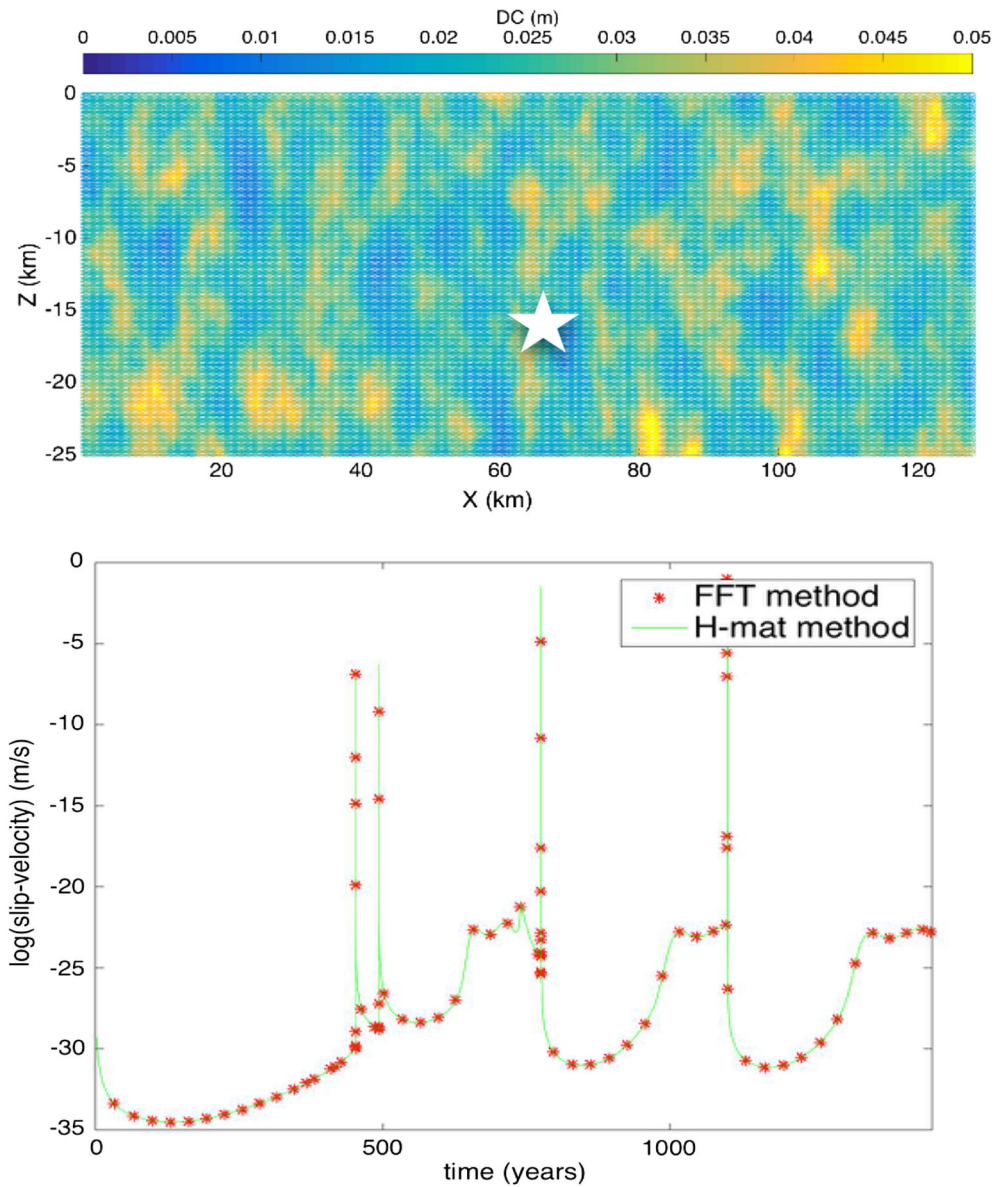 DC (m)
0 0.005 0.01 0.015 0.02 0.025 0.03 0.035 0.04 0.045 0.05
0
-5
-10
-15
-20
-25
Z (km)
20 40 60 80 100 120
X (km)
0
-5
-10
-15
-20
-25
-30
-35
log(slip-velocity) (m/s)
FFT method
H-mat method
0 500 1000
time (years)